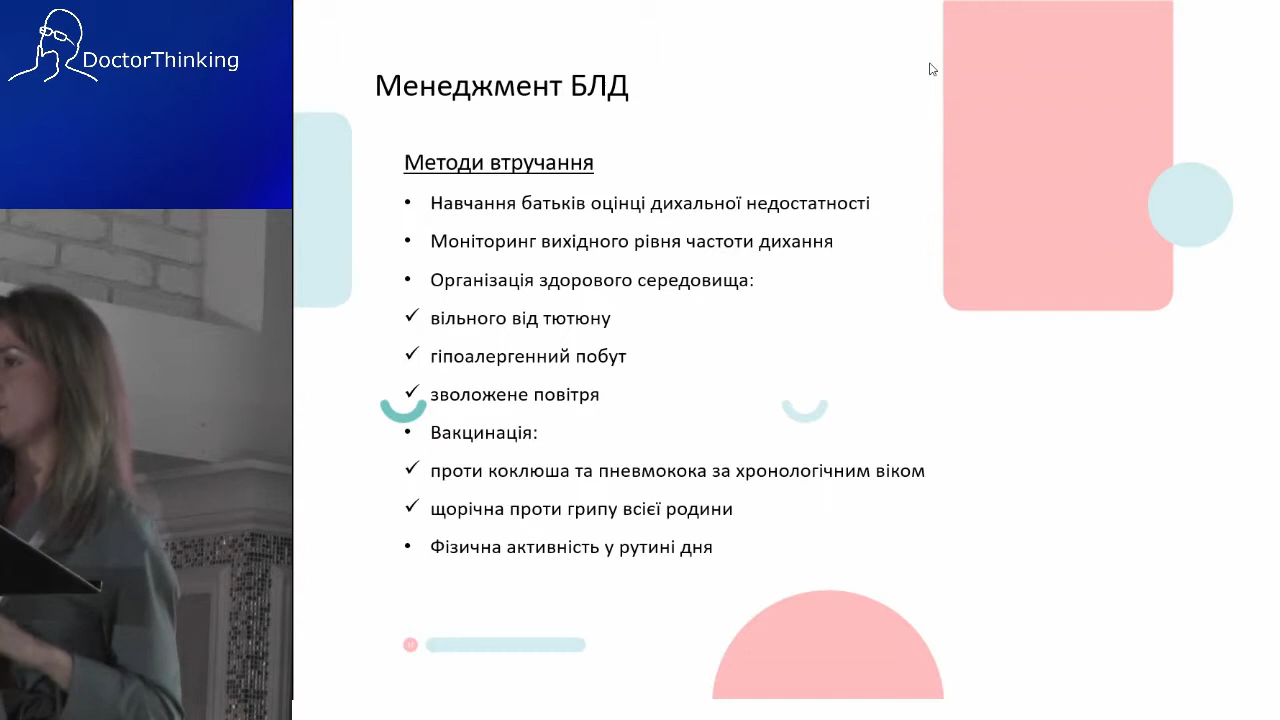 DoctorThinking
Менеджмент БЛД
Методи втручання
• Навчання батьків оцінці дихальної недостатності
• Моніторинг вихідного рівня частоти дихання
• Організація здорового середовища:
✓ вільного від тютюну
✓ гіпоалергенний побут
✓ зволожене повітря
• Вакцинація:
✓ проти коклюша та пневмокока за хронологічним віком
✓ щорічна проти грипу всієї родини
• Фізична активність у рутині дня